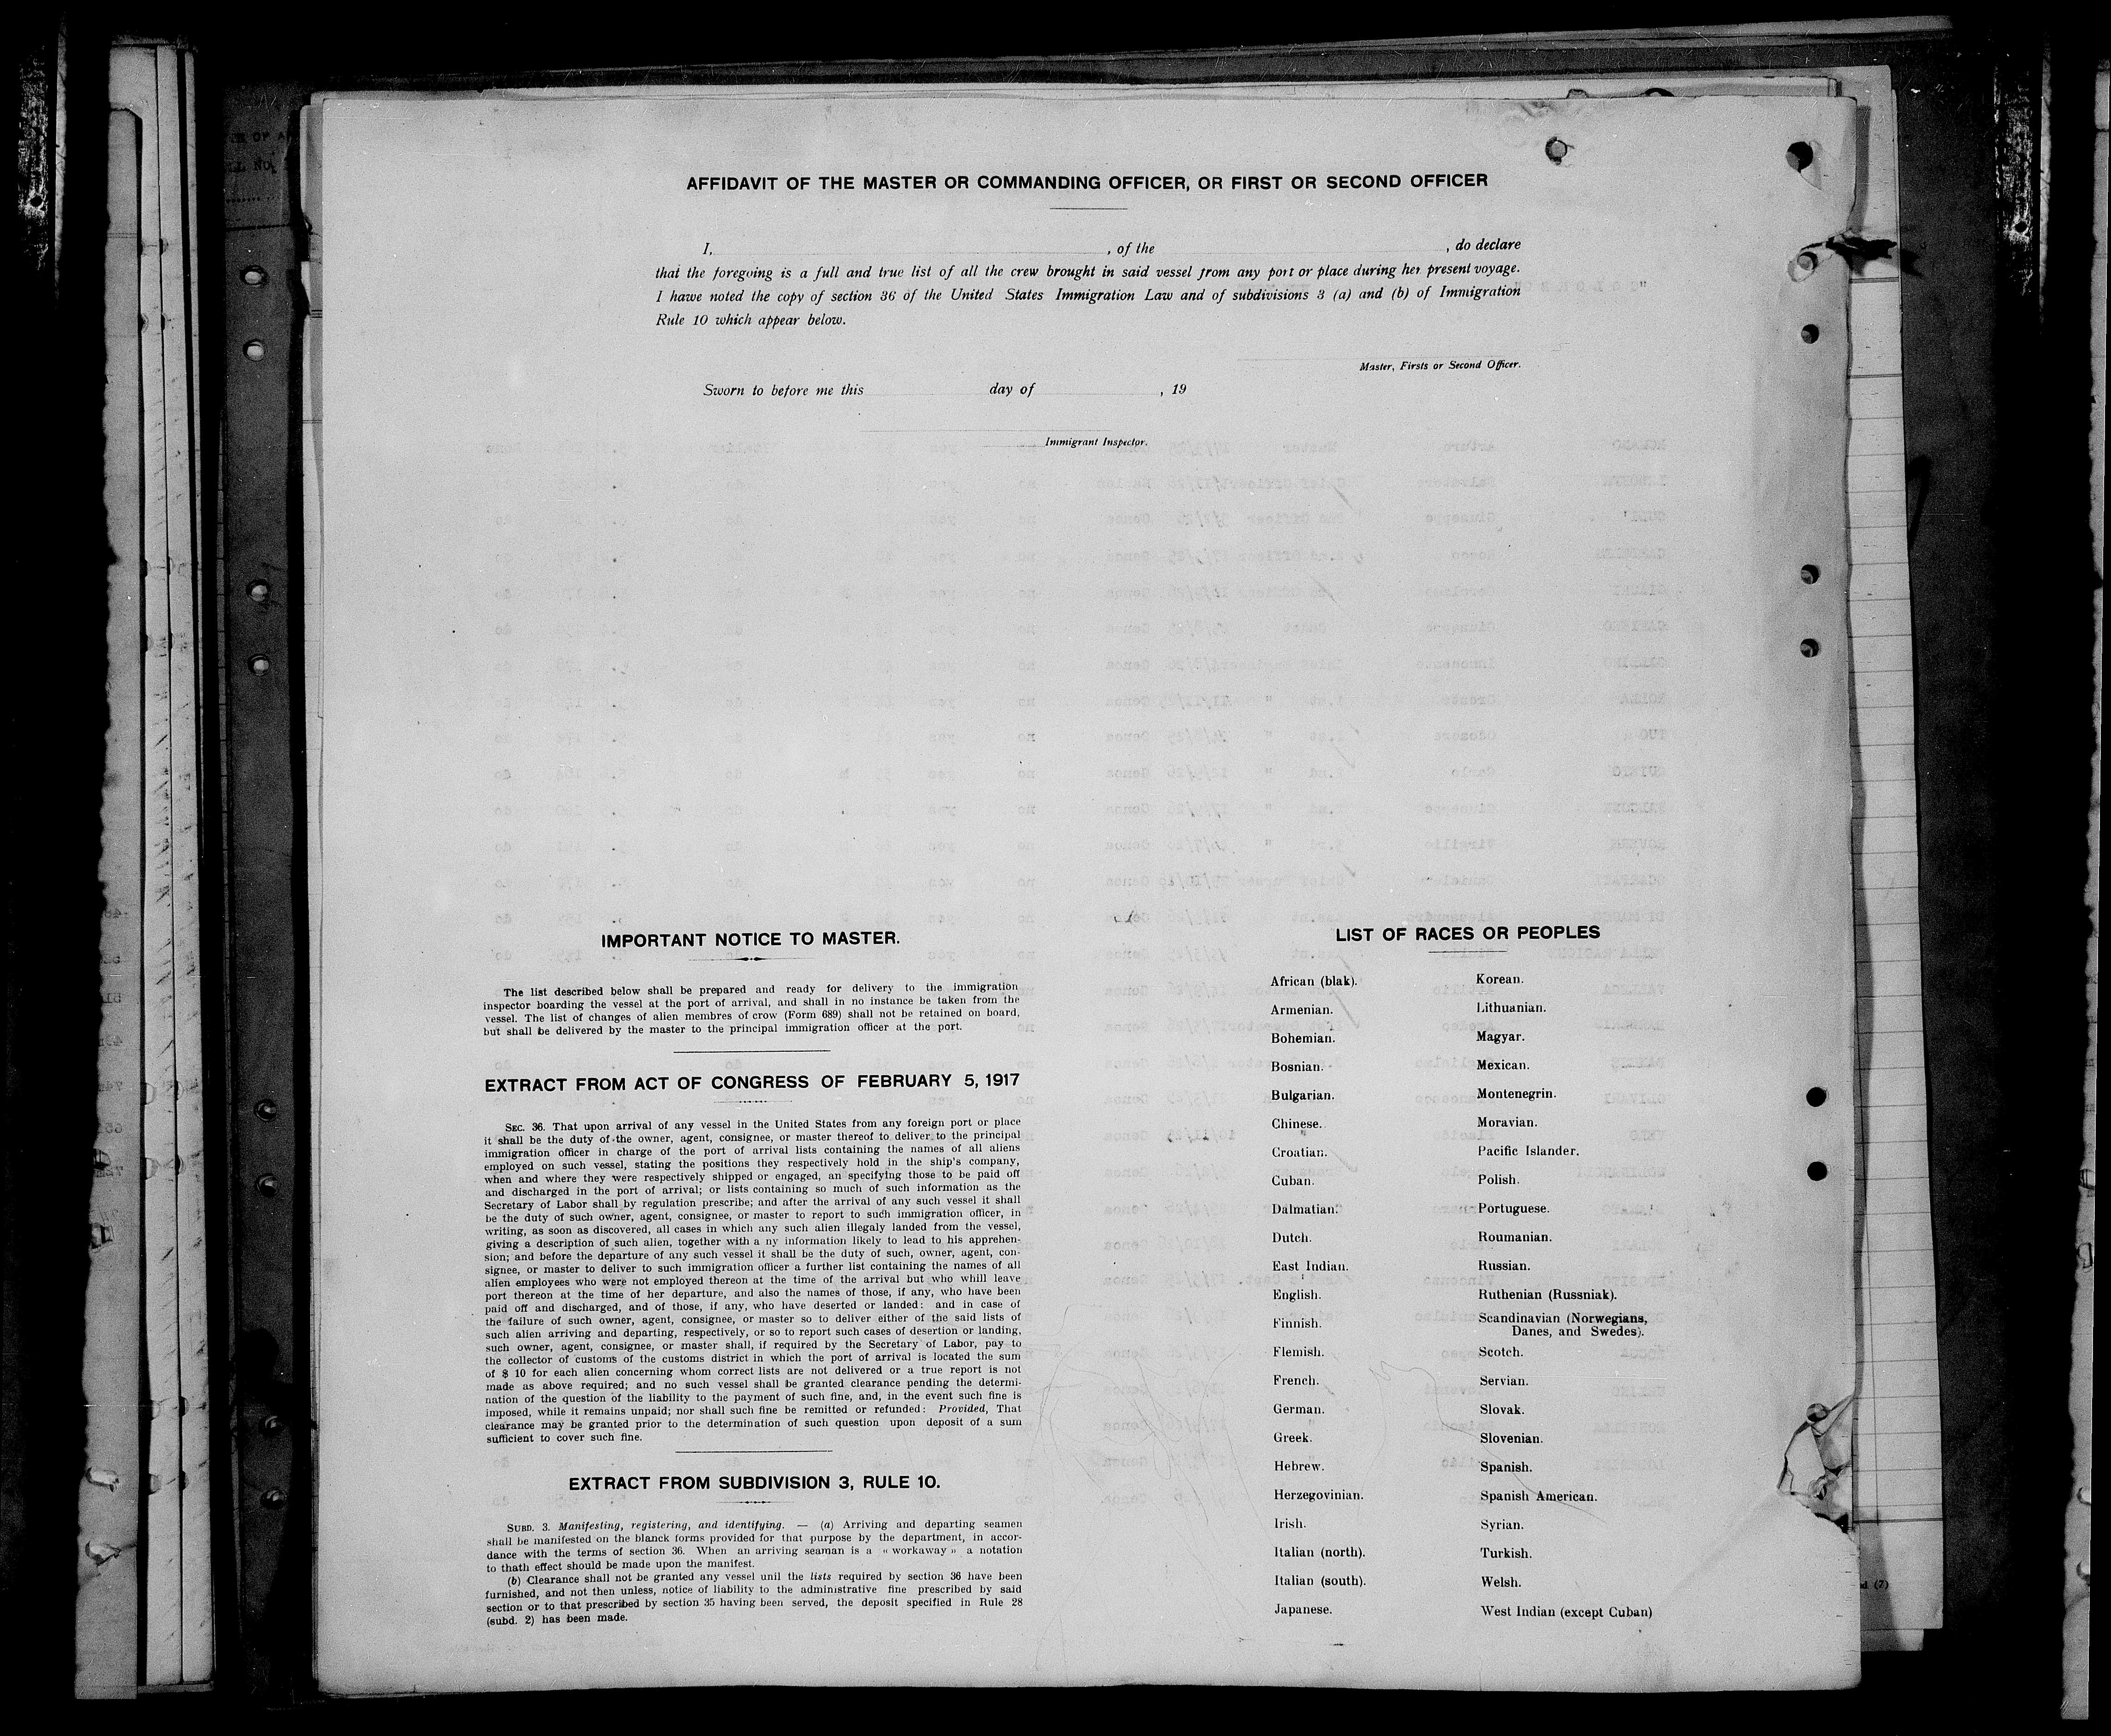 AFFIDAVIT OF THE MASTER OR COMMANDING OFFICER, OR FIRST OR SECOND OFFICER
I, , of the , do declare
that the foregoing is a full and true list of all the crew brought in said vessel from any port or place during her present voyage.
I hawe noted the copy of section 36 of the United States Immigration Law and of subdivisions 3 (a) and (b) of Immigration
Rule 10 which appear below.
Master, Firsts or Second Officer.
Sworn to before me this day of , 19
Immigrant Inspector.
IMPORTANT NOTICE TO MASTER.
The list described below shall be prepared and ready for delivery to the immigration
inspector boarding the vessel at the port of arrival, and shall in no instance be taken from the
vessel. The list of changes of alien membres of crow (Form 689) shall not be retained on board,
but shall be delivered by the master to the principal immigration officer at the port.
EXTRACT FROM ACT OF CONGRESS OF FEBRUARY 5, 1917
SEC. 36. That upon arrival of any vessel in the United States from any foreign port or place
it shall be the duty of the owner, agent, consignee, or master thereof to deliver to the principal
immigration officer in charge of the port of arrival lists containing the names of all aliens
employed on such vessel, stating the positions they respectively hold in the ship's company,
when and where they were respectively shipped or engaged, an specifying those to be paid off
and discharged in the port of arrival; or lists containing so much of such information as the
Secretary of Labor shall by regulation prescribe; and after the arrival of any such vessel it shall
be the duty of such owner, agent, consignee, or master to report to such immigration officer, in
writing, as soon as discovered, all cases in which any such alien illegaly landed from the vessel,
giving a description of such alien, together with a ny information likely to lead to his apprehen-
sion; and before the departure of any such vessel it shall be the duty of such, owner, agent, con-
signee, or master to deliver to such immigration officer a further list containing the names of all
alien employees who were not employed thereon at the time of the arrival but who whill leave
port thereon at the time of her departure, and also the names of those, if any, who have been
paid off and discharged, and of those, if any, who have deserted or landed: and in case of
the failure of such owner, agent, consignee, or master so to deliver either of the said lists of
such alien arriving and departing, respectively, or so to report such cases of desertion or landing,
such owner, agent, consignee, or master shall, if required by the Secretary of Labor, pay to
the collector of customs of the customs district in which the port of arrival is located the sum
of $ 10 for each alien concerning whom correct lists are not delivered or a true report is not
made as above required; and no such vessel shall be granted clearance pending the determi-
nation of the question of the liability to the payment of such fine, and, in the event such fine is
imposed, while it remains unpaid; nor shall such fine be remitted or refunded: Provided, That
clearance may be granted prior to the determination of such question upon deposit of a sum
sufficient to cover such fine.
EXTRACT FROM SUBDIVISION 3, RULE 10.
SUBD. 3. Manifesting, registering, and identifying. — (a) Arriving and departing seamen
shall be manifested on the blanck forms provided for that purpose by the department, in accor-
dance with the terms of section 36. When an arriving seaman is a « workaway » a notation
to thath effect should be made upon the manifest.
(b) Clearance shall not be granted any vessel unil the lists required by section 36 have been
furnished, and not then unless, notice of liability to the administrative fine prescribed by said
section or to that prescribed by section 35 having been served, the deposit specified in Rule 28
(subd. 2) has been made.
LIST OF RACES OR PEOPLES
African (blak).
Armenian.
Bohemian.
Bosnian.
Bulgarian.
Chinese.
Croatian.
Cuban.
Dalmatian.
Dutch.
East Indian.
English.
Finnish.
Flemish.
French.
German.
Greek.
Hebrew.
Herzegovinian.
Irish.
Italian (north).
Italian (south).
Japanese.
Korean.
Lithuanian.
Magyar.
Mexican.
Montenegrin.
Moravian.
Pacific Islander.
Polish.
Portuguese.
Roumanian.
Russian.
Ruthenian (Russniak).
Scandinavian (Norwegians,
Danes, and Swedes).
Scotch.
Servian.
Slovak.
Slovenian.
Spanish.
Spanish American.
Syrian.
Turkish.
Welsh.
West Indian (except Cuban)